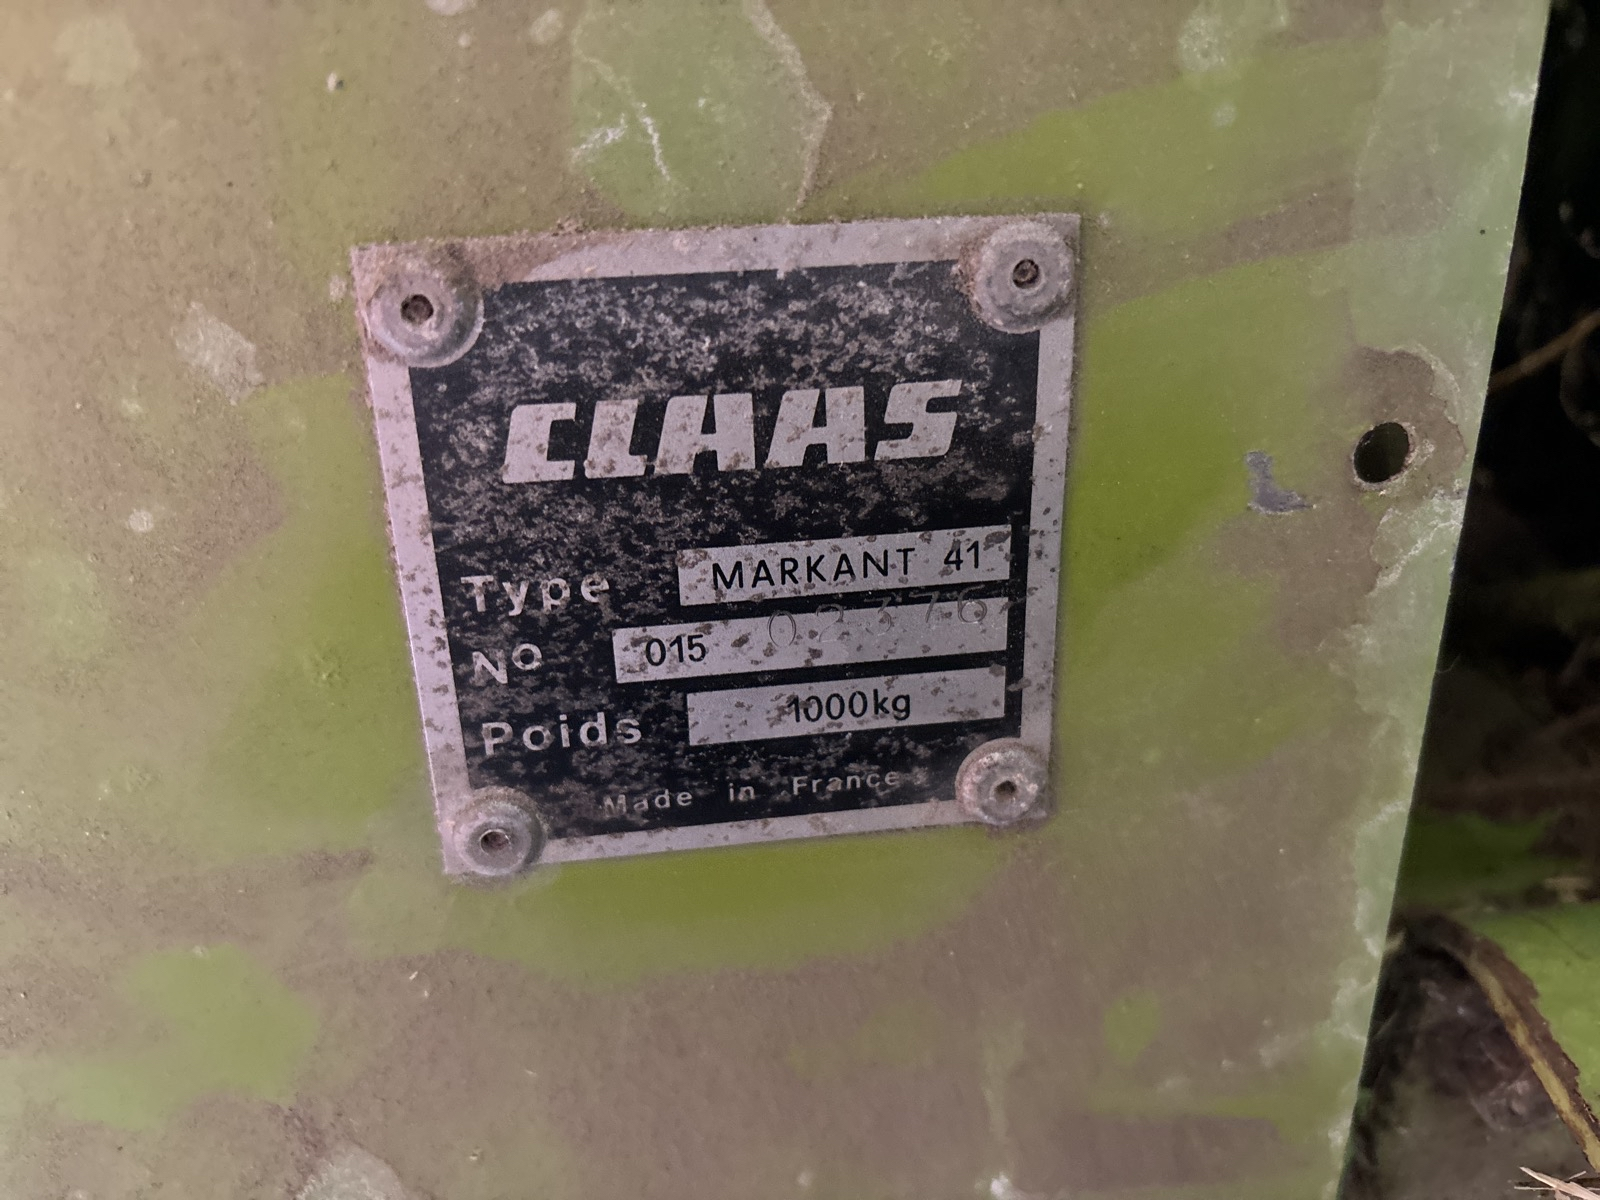 CLAAS
Type MARKANT 41
No 015 02376
Poids 1000kg
Made in France